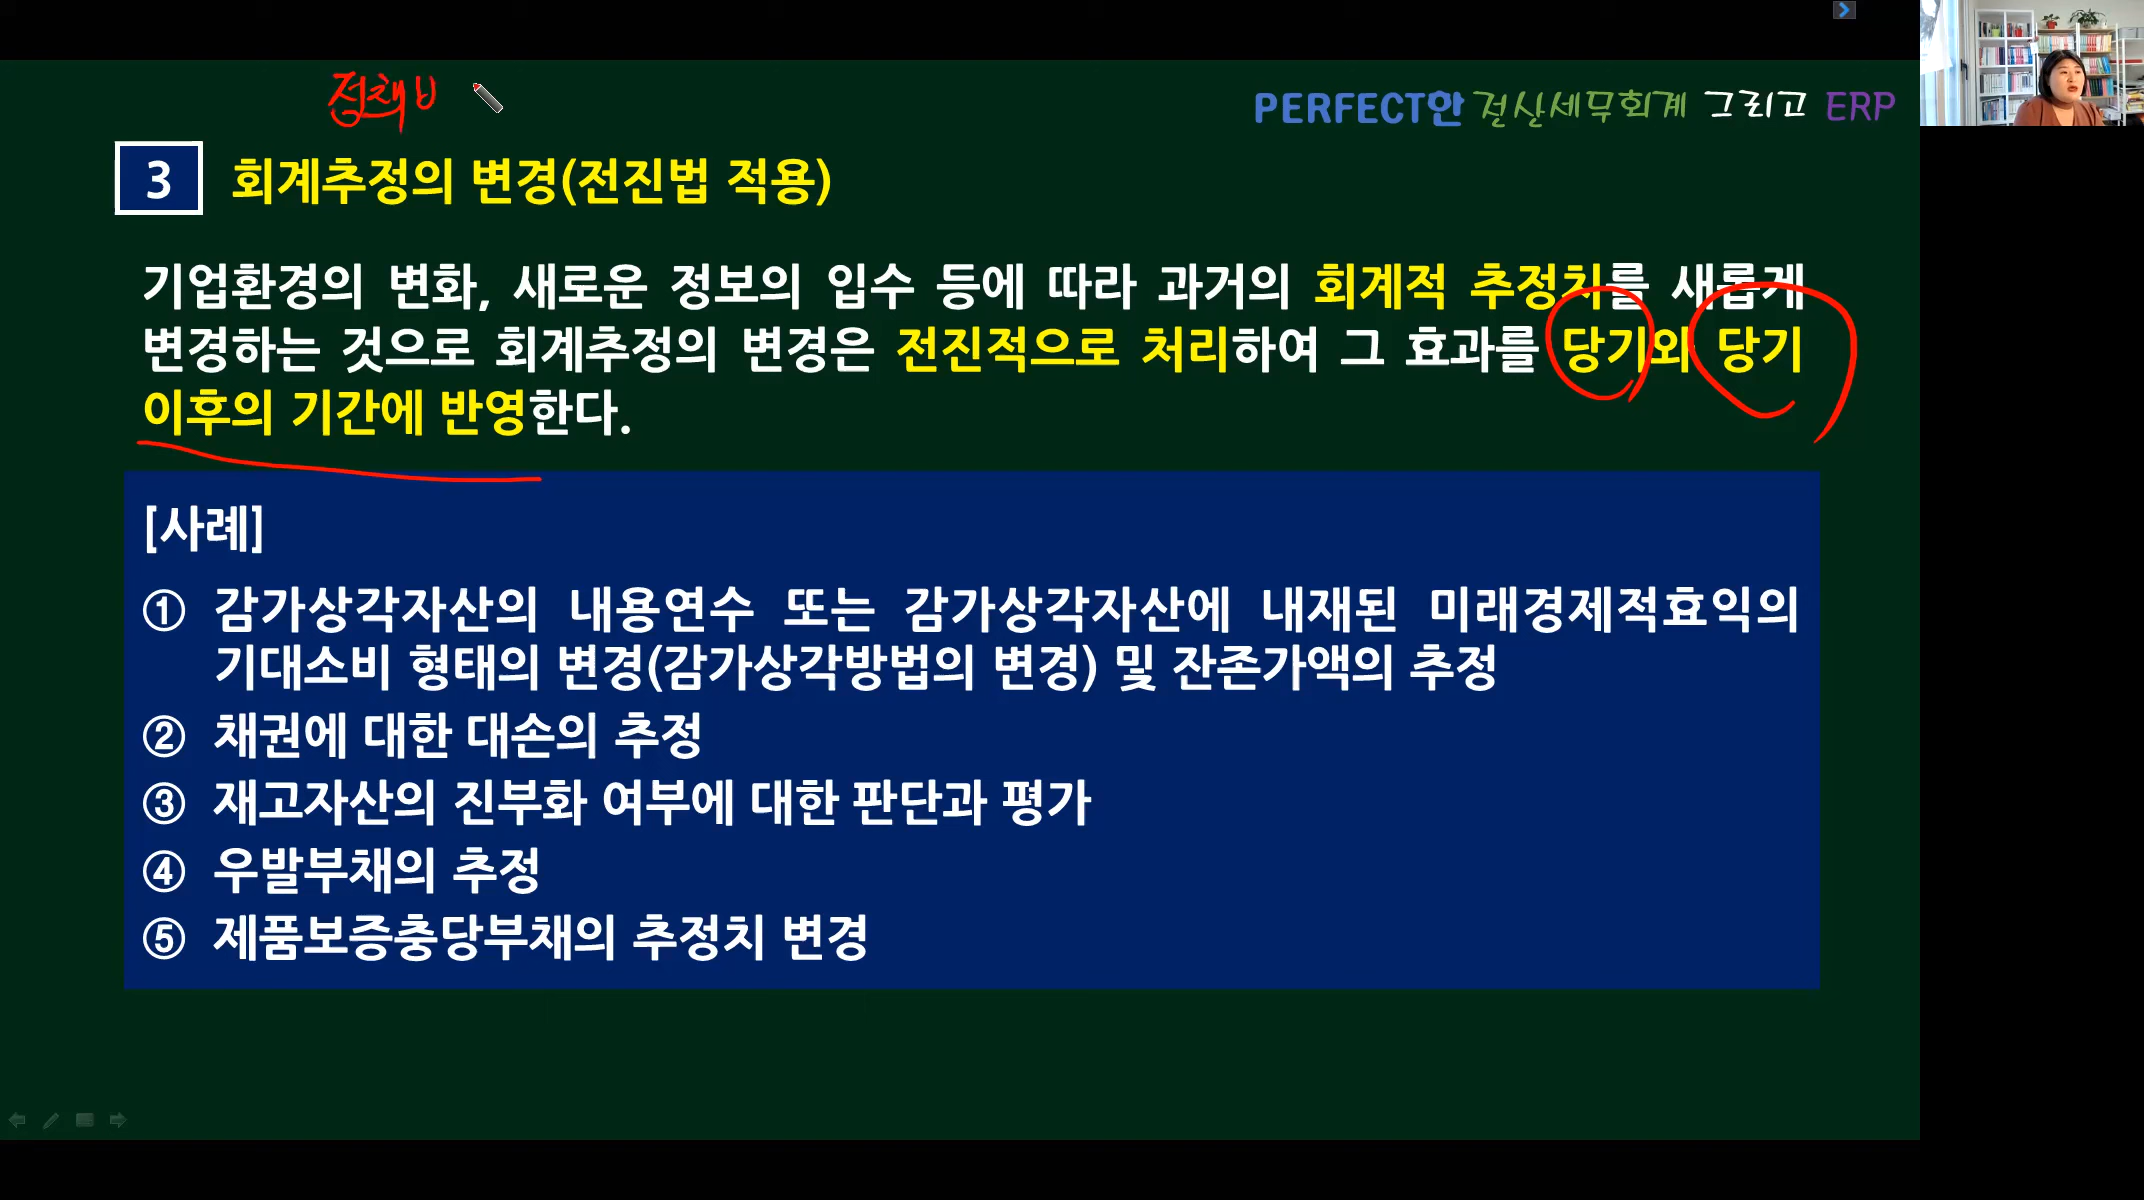 정책ㅂ
PERFECT한 전산세무회계 그리고 ERP
3 회계추정의 변경(전진법 적용)
기업환경의 변화, 새로운 정보의 입수 등에 따라 과거의 회계적 추정치를 새롭게
변경하는 것으로 회계추정의 변경은 전진적으로 처리하여 그 효과를 당기와 당기
이후의 기간에 반영한다.
[사례]
① 감가상각자산의 내용연수 또는 감가상각자산에 내재된 미래경제적효익의
기대소비 형태의 변경(감가상각방법의 변경) 및 잔존가액의 추정
② 채권에 대한 대손의 추정
③ 재고자산의 진부화 여부에 대한 판단과 평가
④ 우발부채의 추정
⑤ 제품보증충당부채의 추정치 변경